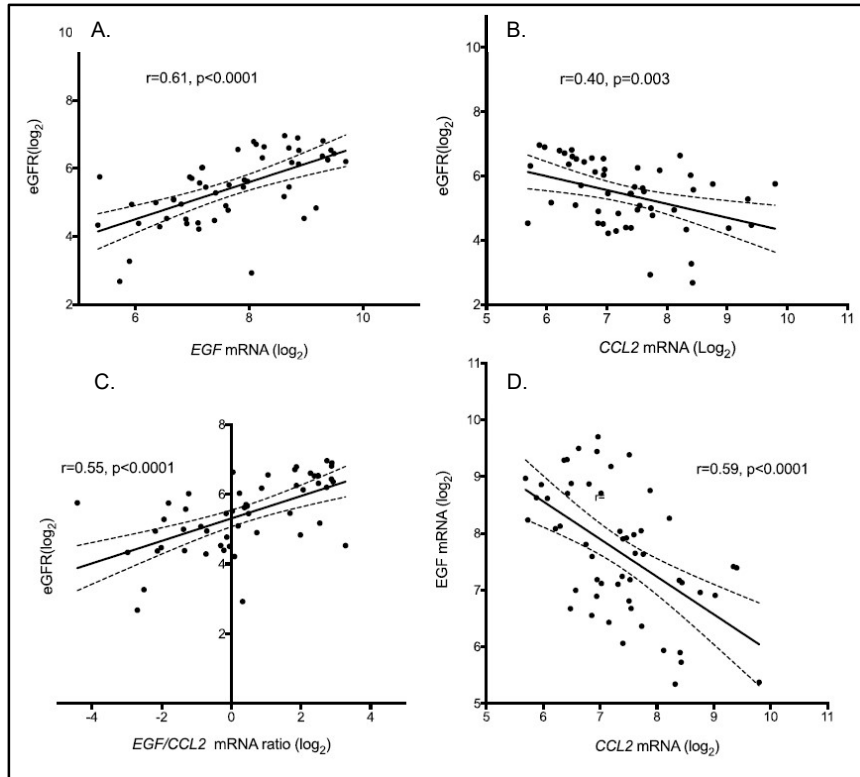 A.
10
8
6
4
2
6
8
10
r=0.61, p<0.0001
eGFR(log2)
EGF mRNA (log2)
B.
10
8
6
4
2
5
6
7
8
9
10
11
r=0.40, p=0.003
eGFR(log2)
CCL2 mRNA (Log2)
C.
8
6
4
2
-4
-2
0
2
4
r=0.55, p<0.0001
eGFR(log2)
EGF/CCL2 mRNA ratio (log2)
D.
11
10
9
8
7
6
5
5
6
7
8
9
10
11
r=0.59, p<0.0001
EGF mRNA (log2)
CCL2 mRNA (log2)